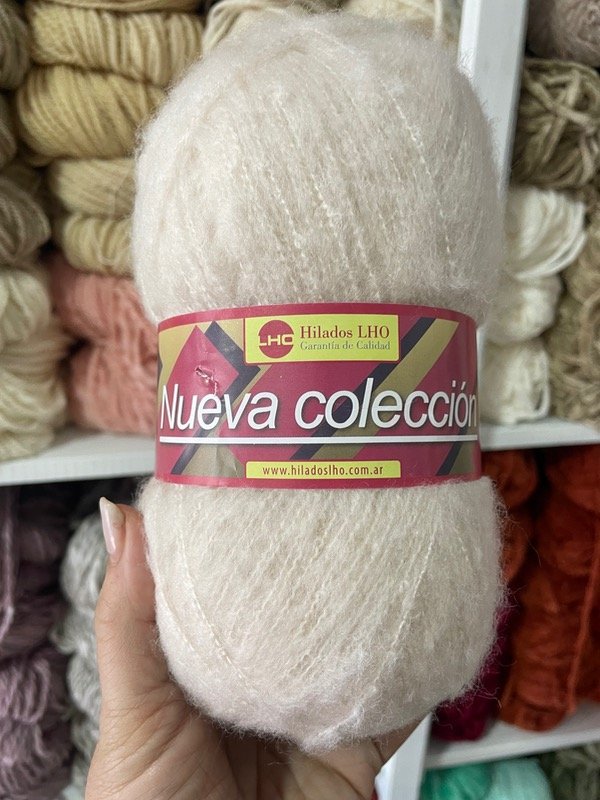 LHO
Hilados LHO
Garantía de Calidad
Nueva colección
www.hiladoslho.com.ar